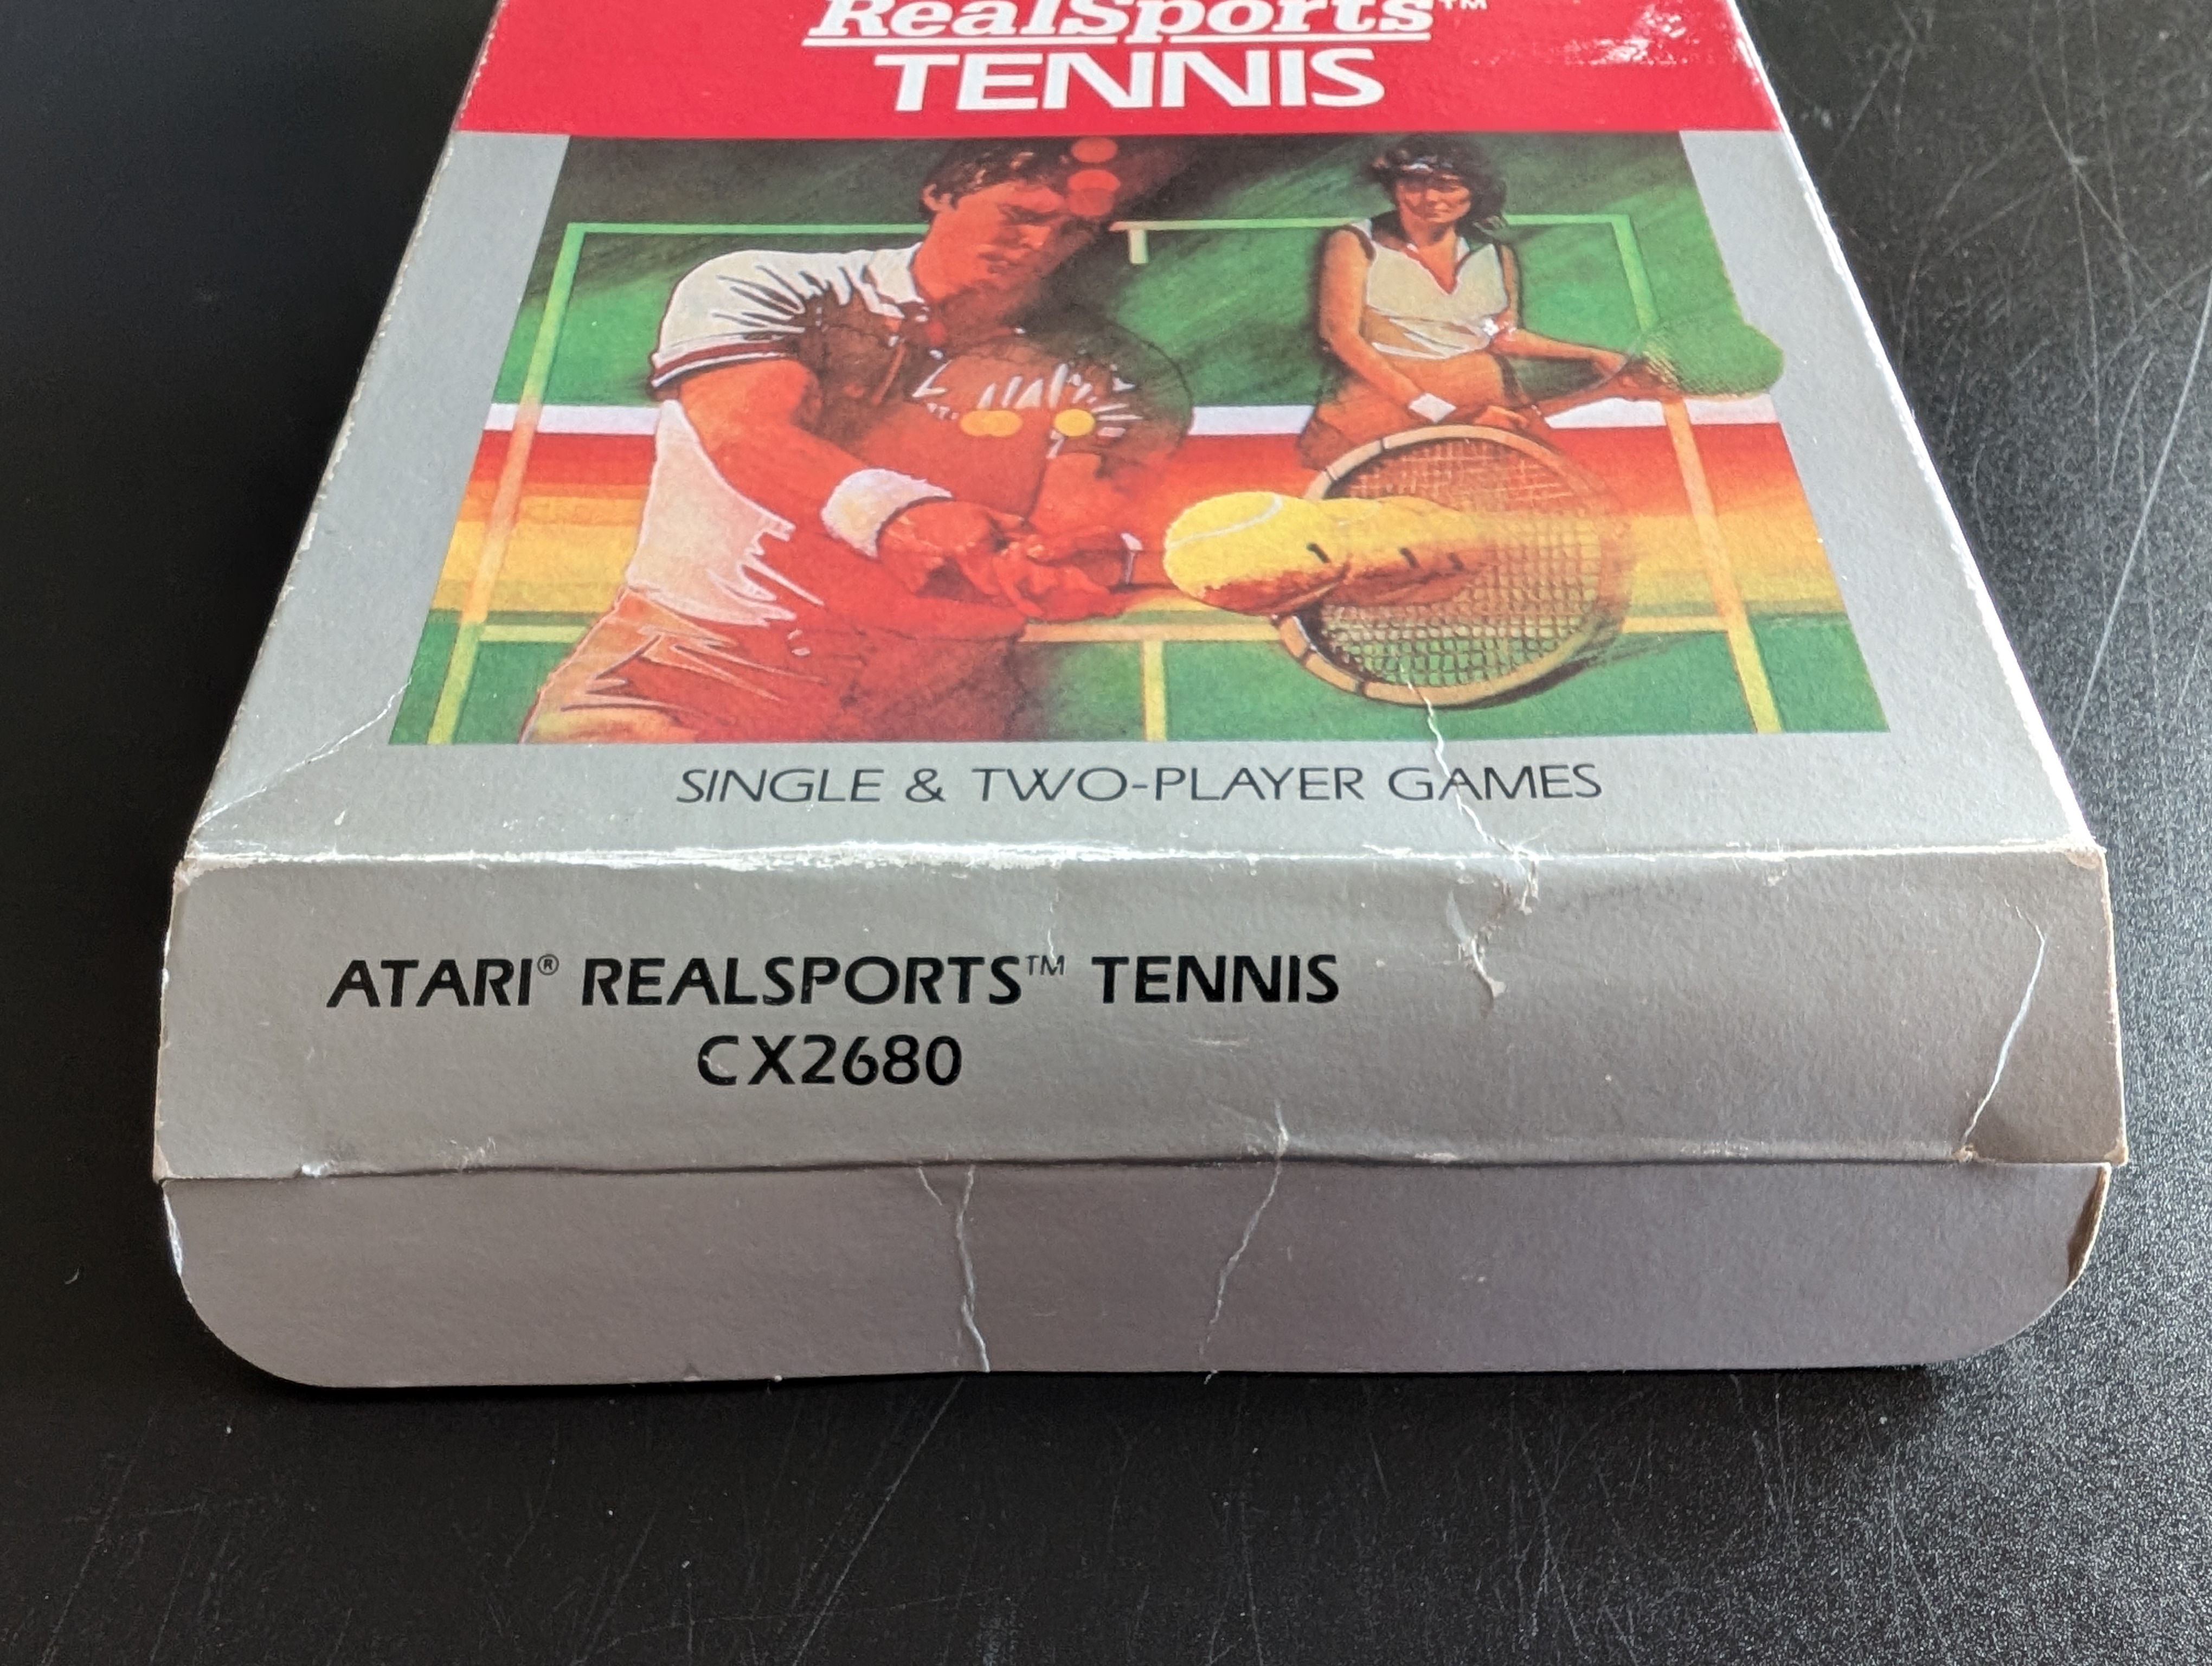 RealSports™
TENNIS
SINGLE & TWO-PLAYER GAMES
ATARI® REALSPORTS™ TENNIS
CX2680